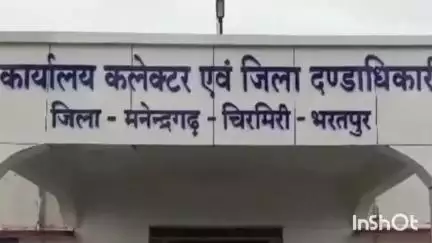 कार्यालय कलेक्टर एवं जिला दण्डाधिकारी
जिला - मनेन्द्रगढ़ - चिरमिरी - भरतपुर
InShOt